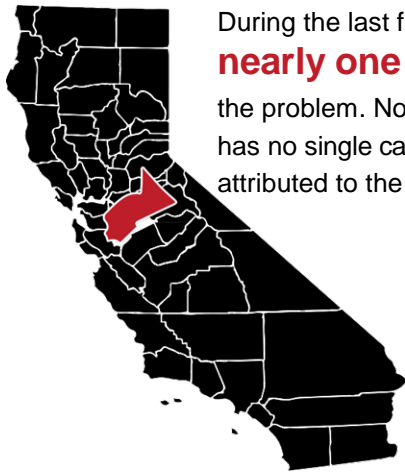 During the last f
nearly one
the problem. No
has no single ca
attributed to the